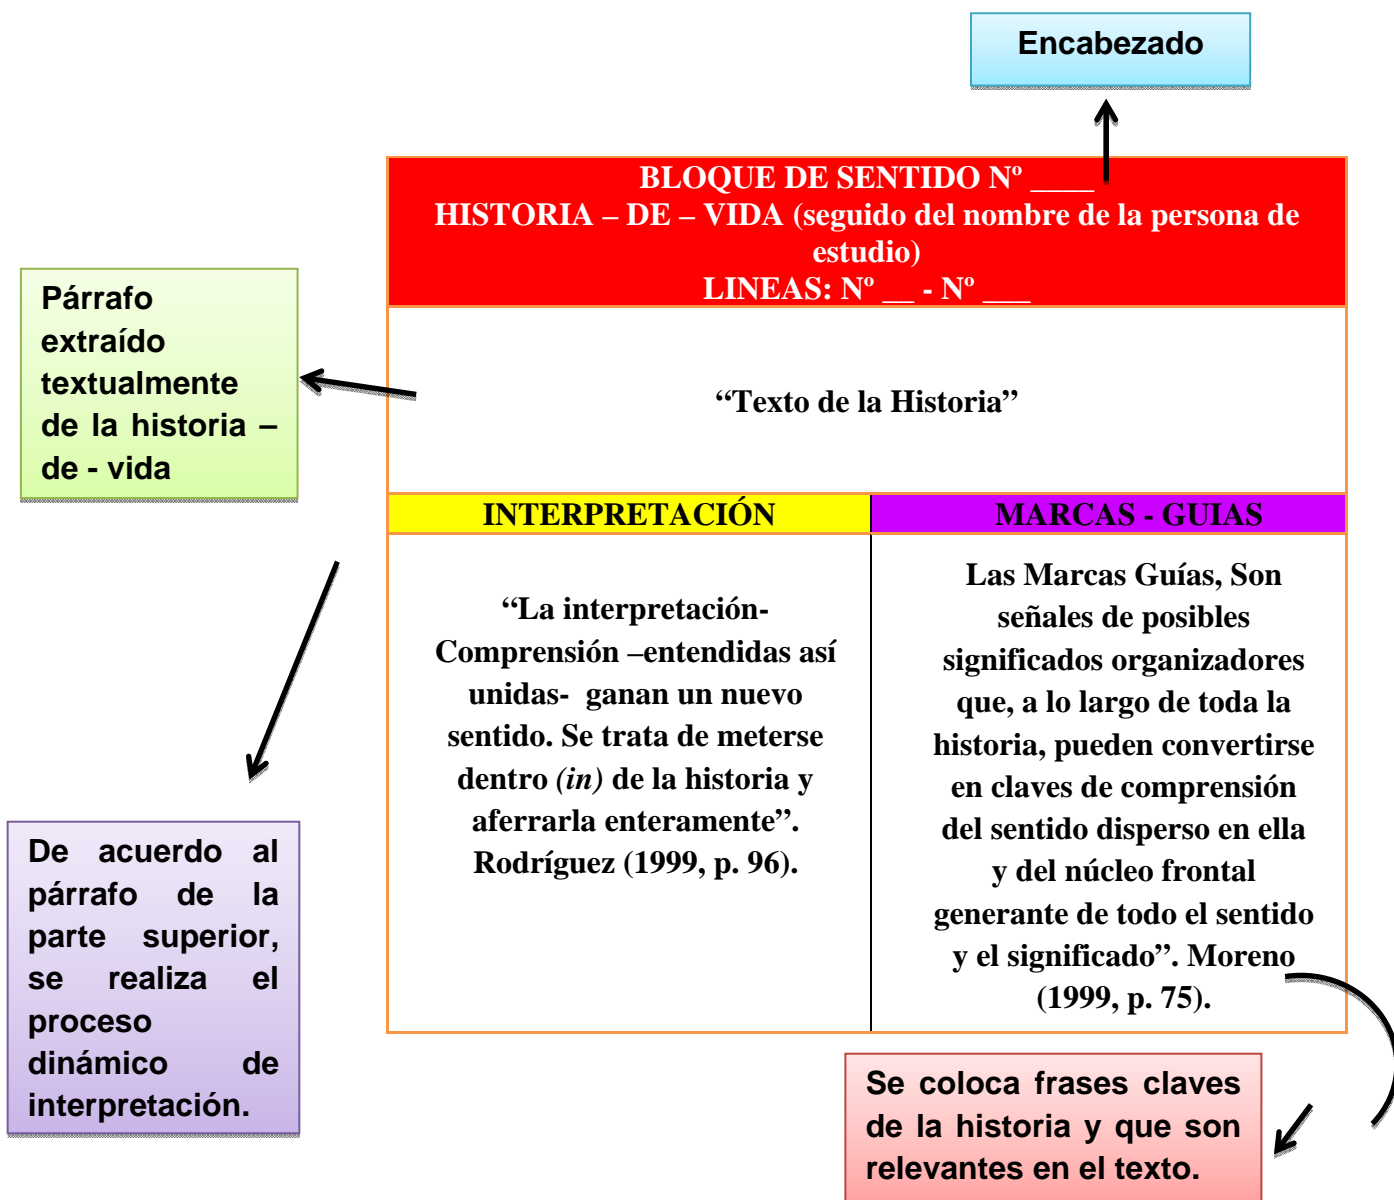 Encabezado
BLOQUE DE SENTIDO Nº ____
HISTORIA – DE – VIDA (seguido del nombre de la persona de
estudio)
LINEAS: Nº __ - Nº ___
Párrafo
extraído
textualmente
de la historia –
de - vida
“Texto de la Historia”
INTERPRETACIÓN
MARCAS - GUIAS
“La interpretación-
Comprensión –entendidas así
unidas- ganan un nuevo
sentido. Se trata de meterse
dentro (in) de la historia y
aferrarla enteramente”.
Rodríguez (1999, p. 96).
Las Marcas Guías, Son
señales de posibles
significados organizadores
que, a lo largo de toda la
historia, pueden convertirse
en claves de comprensión
del sentido disperso en ella
y del núcleo frontal
generante de todo el sentido
y el significado”. Moreno
(1999, p. 75).
De acuerdo al
párrafo de la
parte superior,
se realiza el
proceso
dinámico de
interpretación.
Se coloca frases claves
de la historia y que son
relevantes en el texto.